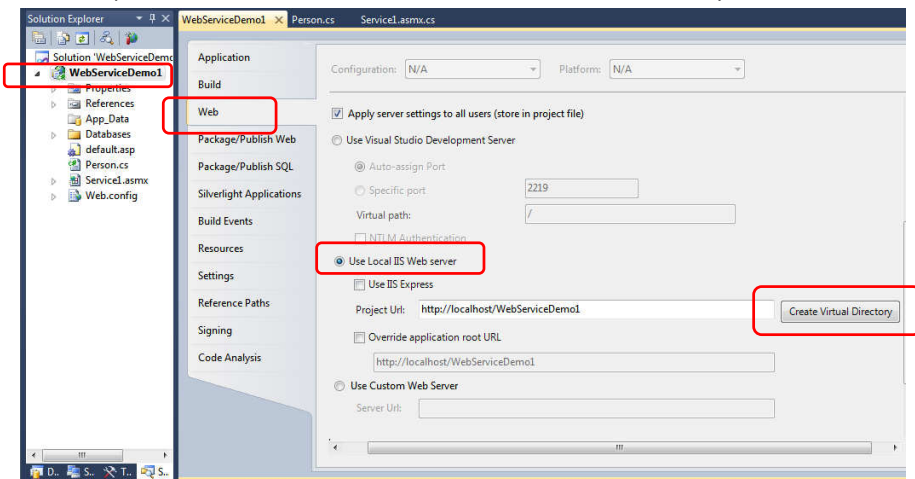 Solution Explorer
WebServiceDemo1 Person.cs Service1.asmx.cs
Solution 'WebServiceDemo
WebServiceDemo1
Properties
References
App_Data
Databases
default.asp
Person.cs
Service1.asmx
Web.config
Application
Build
Web
Package/Publish Web
Package/Publish SQL
Silverlight Applications
Build Events
Resources
Settings
Reference Paths
Signing
Code Analysis
Configuration: N/A Platform: N/A
Apply server settings to all users (store in project file)
Use Visual Studio Development Server
Auto-assign Port
Specific port 2219
Virtual path: /
NTLM Authentication
Use Local IIS Web server
Use IIS Express
Project Url: http://localhost/WebServiceDemo1 Create Virtual Directory
Override application root URL
http://localhost/WebServiceDemo1
Use Custom Web Server
Server Url:
D.. S.. T.. S..